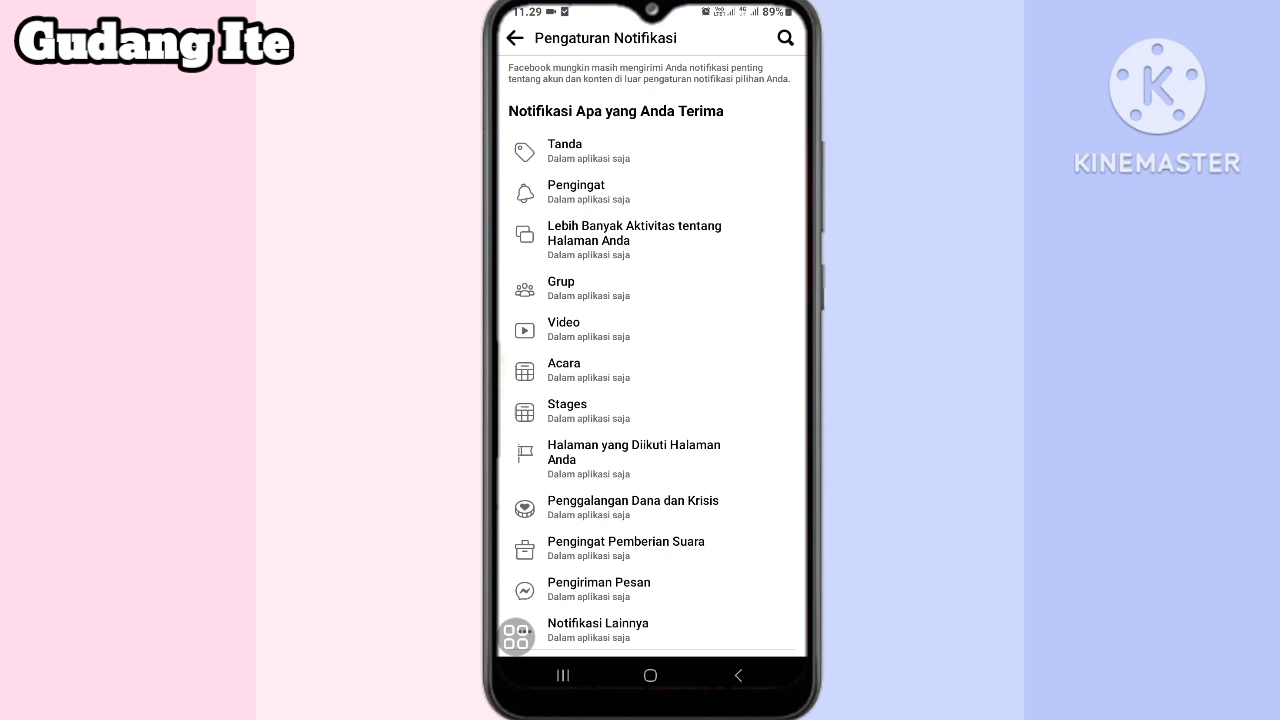 Gudang Ite
11.29
89%
Pengaturan Notifikasi
Facebook mungkin masih mengirimi Anda notifikasi penting
tentang akun dan konten di luar pengaturan notifikasi pilihan Anda.
Notifikasi Apa yang Anda Terima
Tanda
Dalam aplikasi saja
Pengingat
Dalam aplikasi saja
Lebih Banyak Aktivitas tentang
Halaman Anda
Dalam aplikasi saja
Grup
Dalam aplikasi saja
Video
Dalam aplikasi saja
Acara
Dalam aplikasi saja
Stages
Dalam aplikasi saja
Halaman yang Diikuti Halaman
Anda
Dalam aplikasi saja
Penggalangan Dana dan Krisis
Dalam aplikasi saja
Pengingat Pemberian Suara
Dalam aplikasi saja
Pengiriman Pesan
Dalam aplikasi saja
Notifikasi Lainnya
Dalam aplikasi saja
K
KINEMASTER